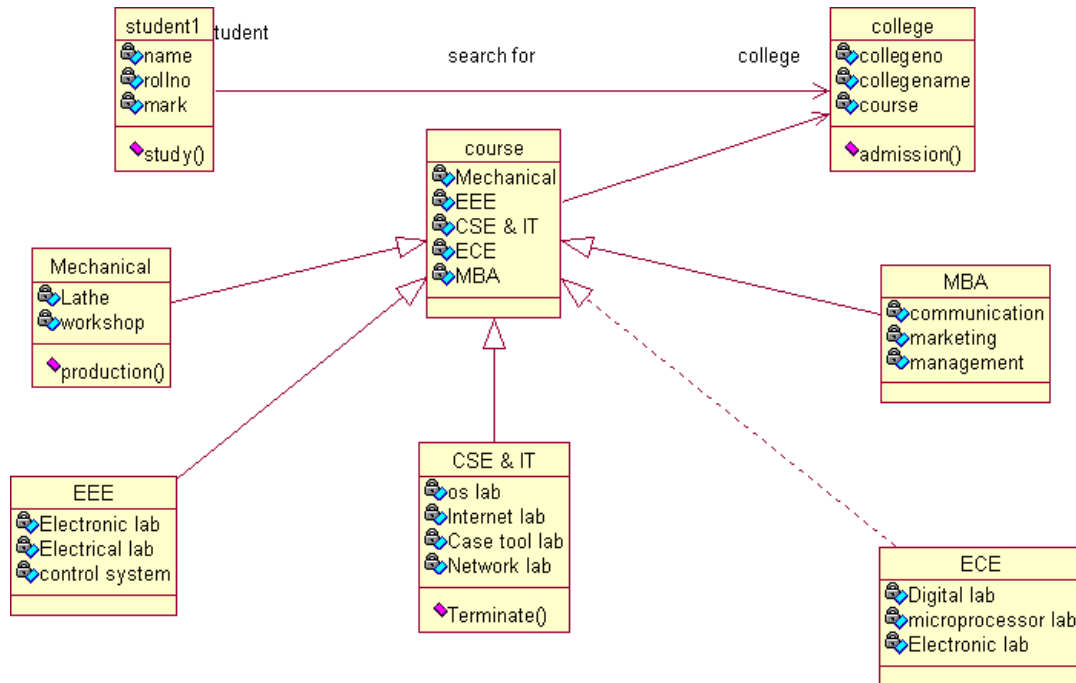 student1
tudent
name
rollno
mark
study()
search for
college
college
collegeno
collegename
course
admission()
course
Mechanical
EEE
CSE & IT
ECE
MBA
Mechanical
Lathe
workshop
production()
MBA
communication
marketing
management
EEE
Electronic lab
Electrical lab
control system
CSE & IT
os lab
Internet lab
Case tool lab
Network lab
Terminate()
ECE
Digital lab
microprocessor lab
Electronic lab